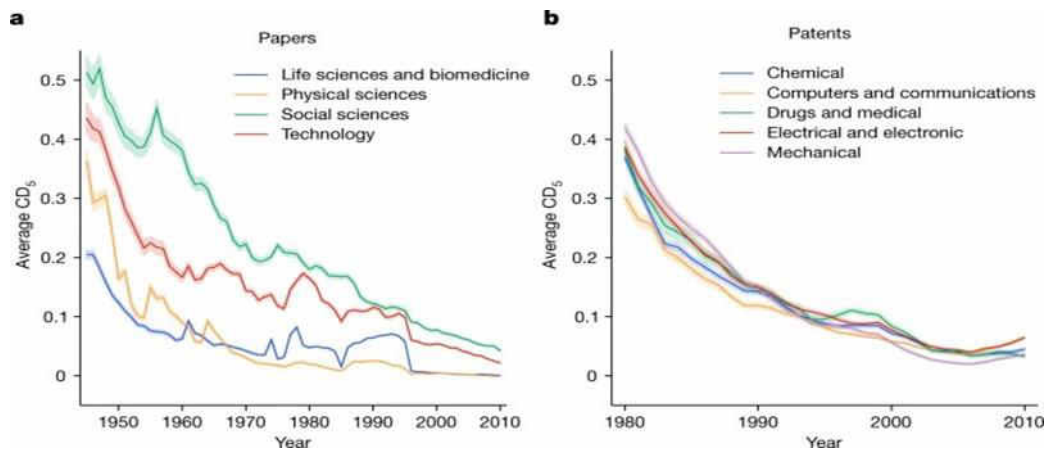 a
Papers
Life sciences and biomedicine
Physical sciences
Social sciences
Technology
Average CD5
0.5
0.4
0.3
0.2
0.1
0
1950 1960 1970 1980 1990 2000 2010
Year
b
Patents
Chemical
Computers and communications
Drugs and medical
Electrical and electronic
Mechanical
Average CD5
0.5
0.4
0.3
0.2
0.1
0
1980 1990 2000 2010
Year